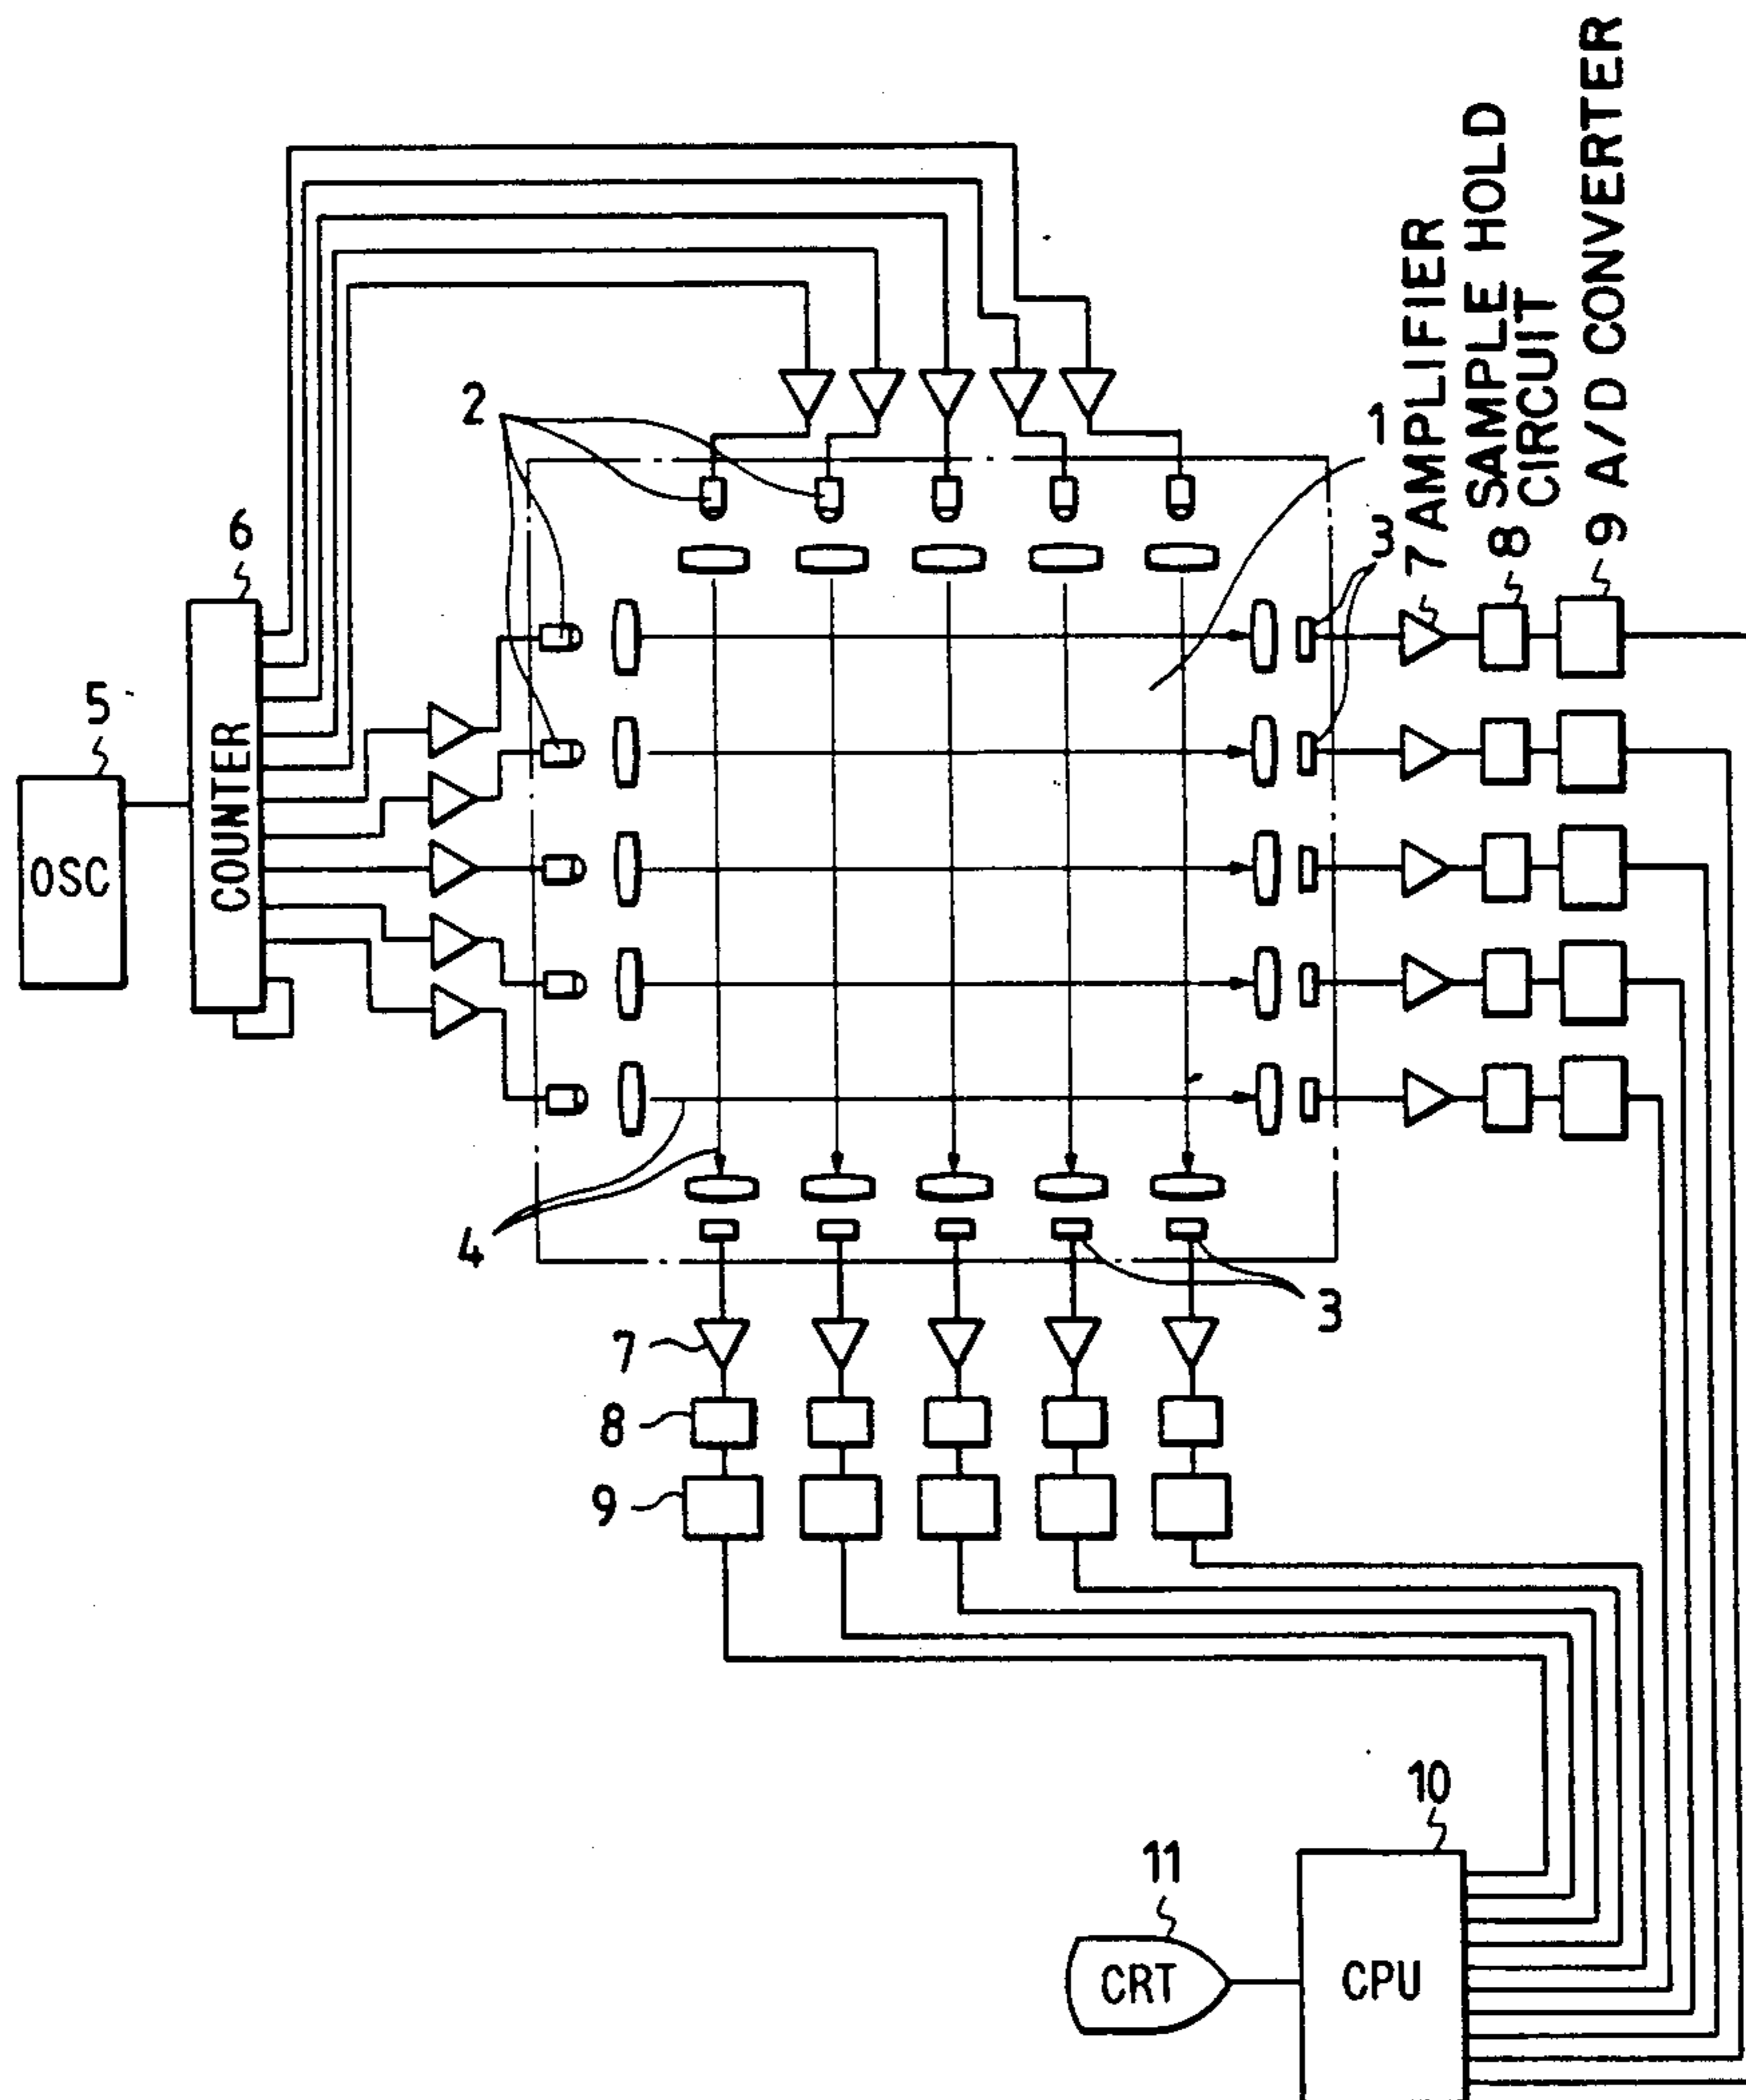 7 AMPLIFIER
8 SAMPLE HOLD
CIRCUIT
9 A/D CONVERTER
1
2
3
6
5
COUNTER
OSC
4
3
7
8
9
10
11
CRT
CPU